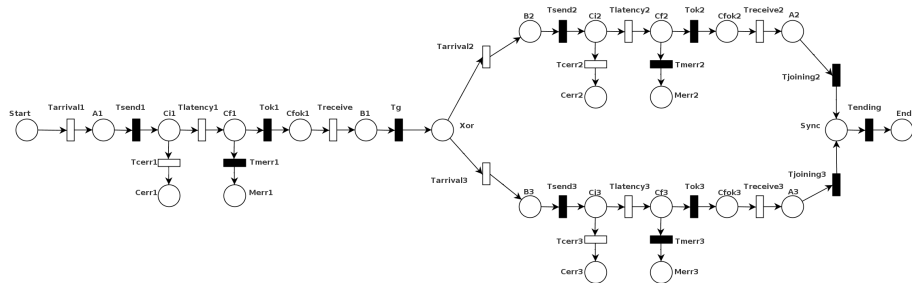 B2 Tsend2 Ci2 Tlatency2 Cf2 Tok2 Cfok2 Treceive2 A2
Tarrival2
Tcerr2 Tmerr2 Tjoining2
Cerr2 Merr2
Start Tarrival1 A1 Tsend1 Ci1 Tlatency1 Cf1 Tok1 Cfok1 Treceive B1 Tg Xor Sync Tending End
Tcerr1 Tmerr1
Tarrival3 Tjoining3
Cerr1 Merr1
B3 Tsend3 Ci3 Tlatency3 Cf3 Tok3 Cfok3 Treceive3 A3
Tcerr3 Tmerr3
Cerr3 Merr3